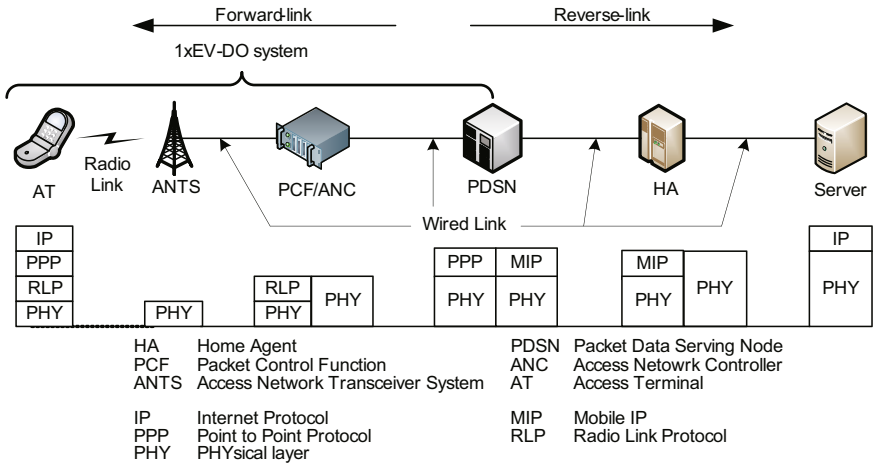 Forward-link Reverse-link
1xEV-DO system
Radio
Link
AT ANTS PCF/ANC PDSN HA Server
Wired Link
IP IP
PPP PPP MIP MIP
RLP RLP PHY PHY PHY PHY PHY PHY
PHY PHY PHY
HA Home Agent PDSN Packet Data Serving Node
PCF Packet Control Function ANC Access Netowrk Controller
ANTS Access Network Transceiver System AT Access Terminal
IP Internet Protocol MIP Mobile IP
PPP Point to Point Protocol RLP Radio Link Protocol
PHY PHYsical layer